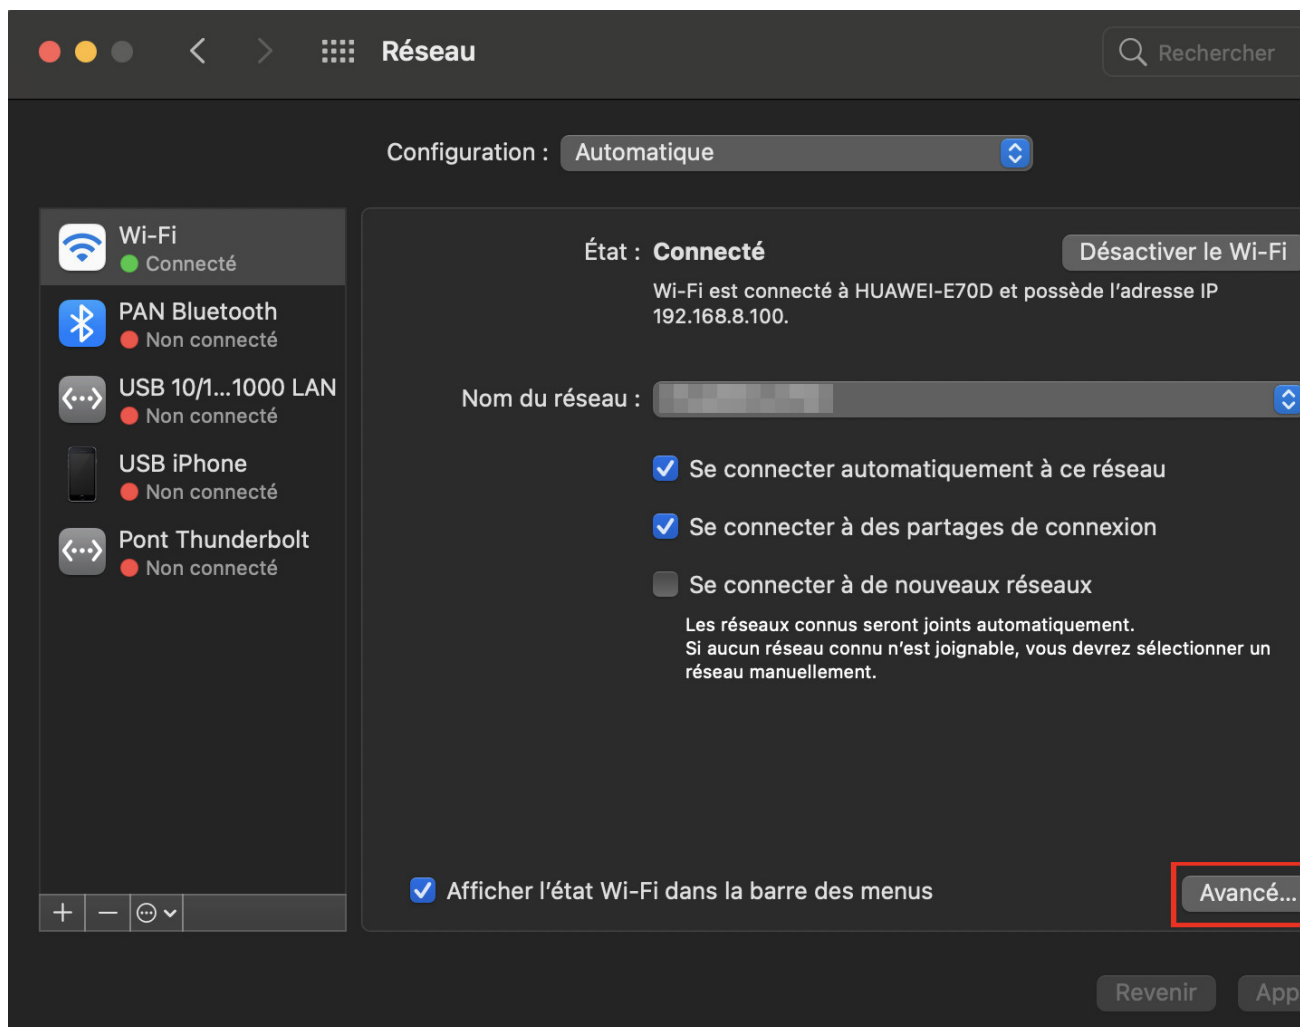 Réseau
Rechercher
Configuration : Automatique
Wi-Fi
Connecté
PAN Bluetooth
Non connecté
USB 10/1...1000 LAN
Non connecté
USB iPhone
Non connecté
Pont Thunderbolt
Non connecté
État : Connecté
Désactiver le Wi-Fi
Wi-Fi est connecté à HUAWEI-E70D et possède l'adresse IP
192.168.8.100.
Nom du réseau :
Se connecter automatiquement à ce réseau
Se connecter à des partages de connexion
Se connecter à de nouveaux réseaux
Les réseaux connus seront joints automatiquement.
Si aucun réseau connu n'est joignable, vous devrez sélectionner un
réseau manuellement.
Afficher l'état Wi-Fi dans la barre des menus
Avancé...
Revenir
App